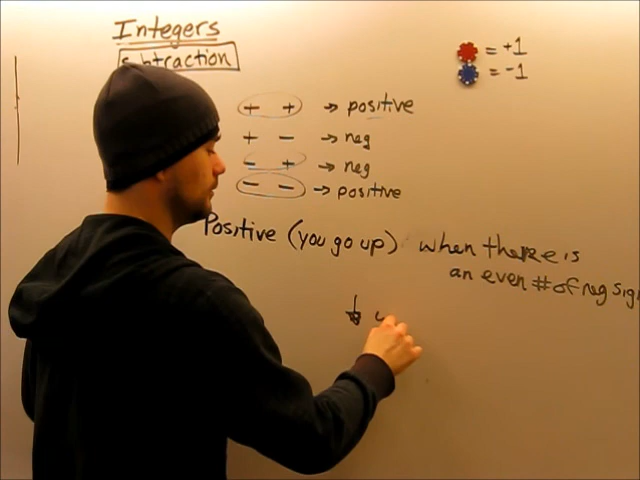 Integers
subtraction
= +1
= -1
+ + → positive
+ - → neg
- + → neg
- - → positive
Positive (you go up) when there is
an even # of neg sig